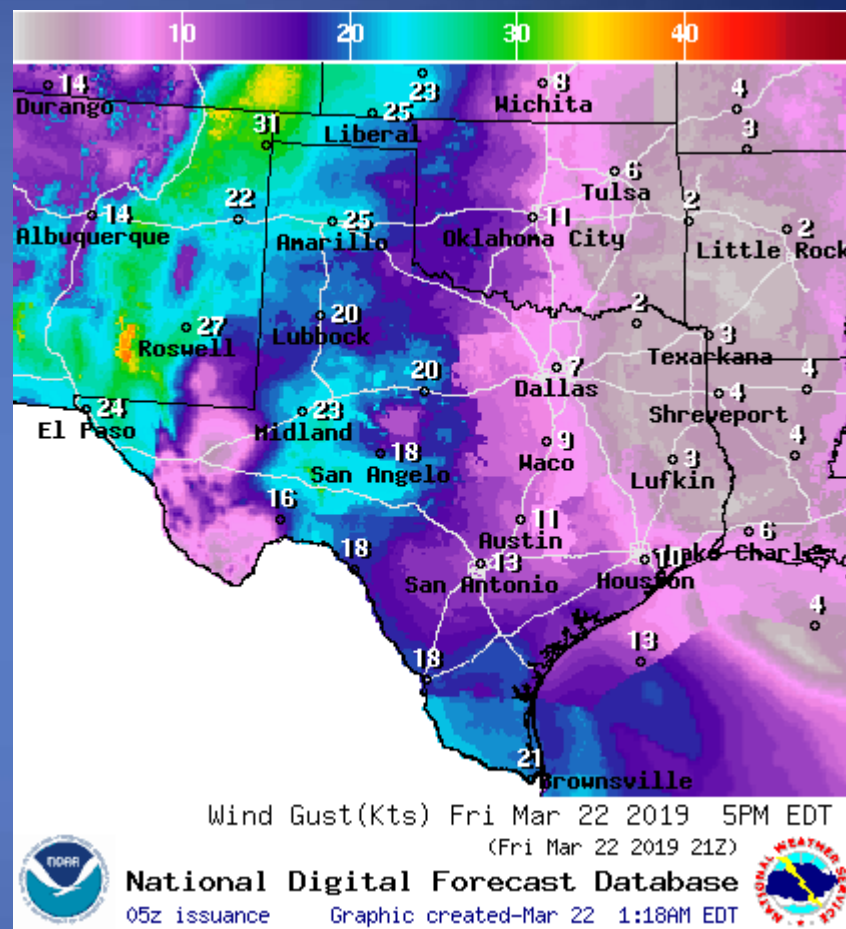 10 20 30 40
14 23 8 4
Durango 25 Wichita
31 Liberal 3
6
Tulsa
14 22 25 11 2 2
Albuquerque Amarillo Oklahoma City Little Rock
27 20 2 3
Roswell Lubbock Texarkana
7
20 Dallas 4 4
24 23 Shreveport
El Paso Midland
18 9 3 4
San Angelo Waco Lufkin
16 11 6
Austin Lake Charles
18 13 10
San Antonio Houston
4
18 13
21
Brownsville
Wind Gust(Kts) Fri Mar 22 2019 5PM EDT
(Fri Mar 22 2019 21Z)
NOAA
National Digital Forecast Database
05z issuance Graphic created-Mar 22 1:18AM EDT
NATIONAL WEATHER SERVICE